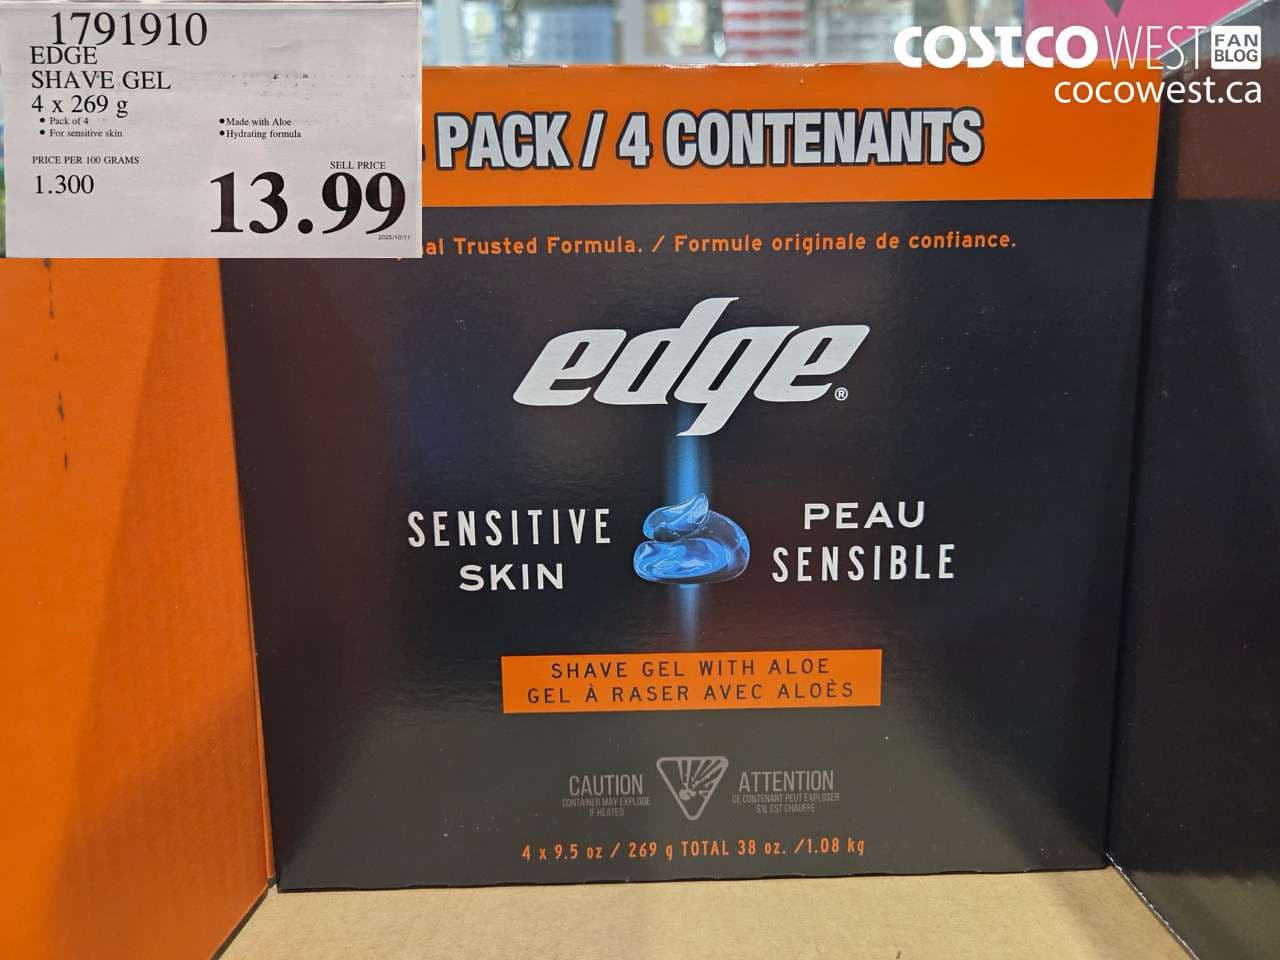 1791910
EDGE
SHAVE GEL
4 x 269 g
• Pack of 4
• For sensitive skin
• Made with Aloe
• Hydrating formula
PRICE PER 100 GRAMS
1.300
SELL PRICE
13.99
2025/10/11
COSTCO WEST FAN BLOG
cocowest.ca
PACK / 4 CONTENANTS
Trusted Formula. / Formule originale de confiance.
edge®
SENSITIVE
SKIN
PEAU
SENSIBLE
SHAVE GEL WITH ALOE
GEL À RASER AVEC ALOÈS
CAUTION
CONTAINER MAY EXPLODE
IF HEATED
ATTENTION
CE CONTENANT PEUT EXPLOSER
S'IL EST CHAUFFÉ
4 x 9.5 oz / 269 g TOTAL 38 oz. /1.08 kg